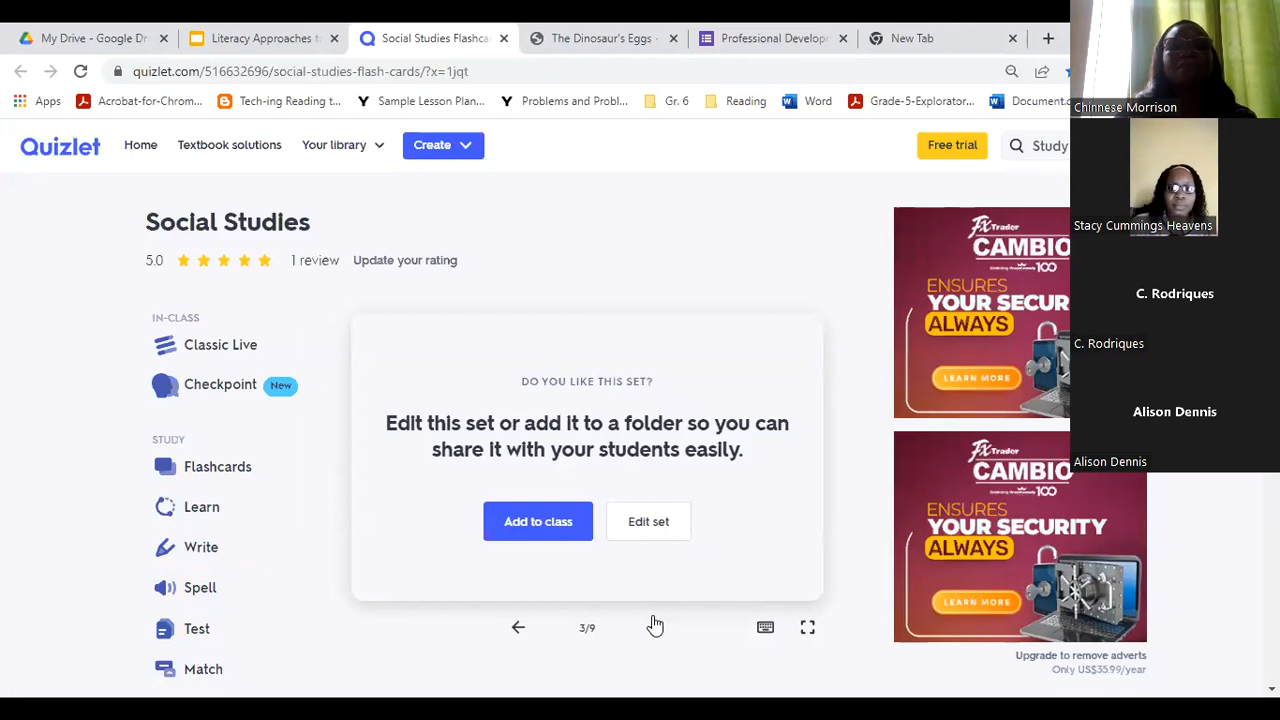 My Drive - Google Dr
Literacy Approaches to
Social Studies Flashca
The Dinosaur's Eggs -
Professional Develop
New Tab
quizlet.com/516632696/social-studies-flash-cards/?x=1jqt
Apps
Acrobat-for-Chrom...
Tech-ing Reading t...
Sample Lesson Plan...
Problems and Probl...
Gr. 6
Reading
Word
Grade-5-Explorator...
Document.c
Chinnese Morrison
Quizlet
Home
Textbook solutions
Your library
Create
Free trial
Study
Stacy Cummings Heavens
Social Studies
5.0
1 review
Update your rating
FxTrader
CAMBIO
100
ENSURES
YOUR SECUR
ALWAYS
LEARN MORE
C. Rodriques
C. Rodriques
Alison Dennis
Alison Dennis
IN-CLASS
Classic Live
Checkpoint
New
STUDY
Flashcards
Learn
Write
Spell
Test
Match
DO YOU LIKE THIS SET?
Edit this set or add it to a folder so you can
share it with your students easily.
Add to class
Edit set
3/9
FxTrader
CAMBIO
100
ENSURES
YOUR SECURITY
ALWAYS
LEARN MORE
Upgrade to remove adverts
Only US$35.99/year